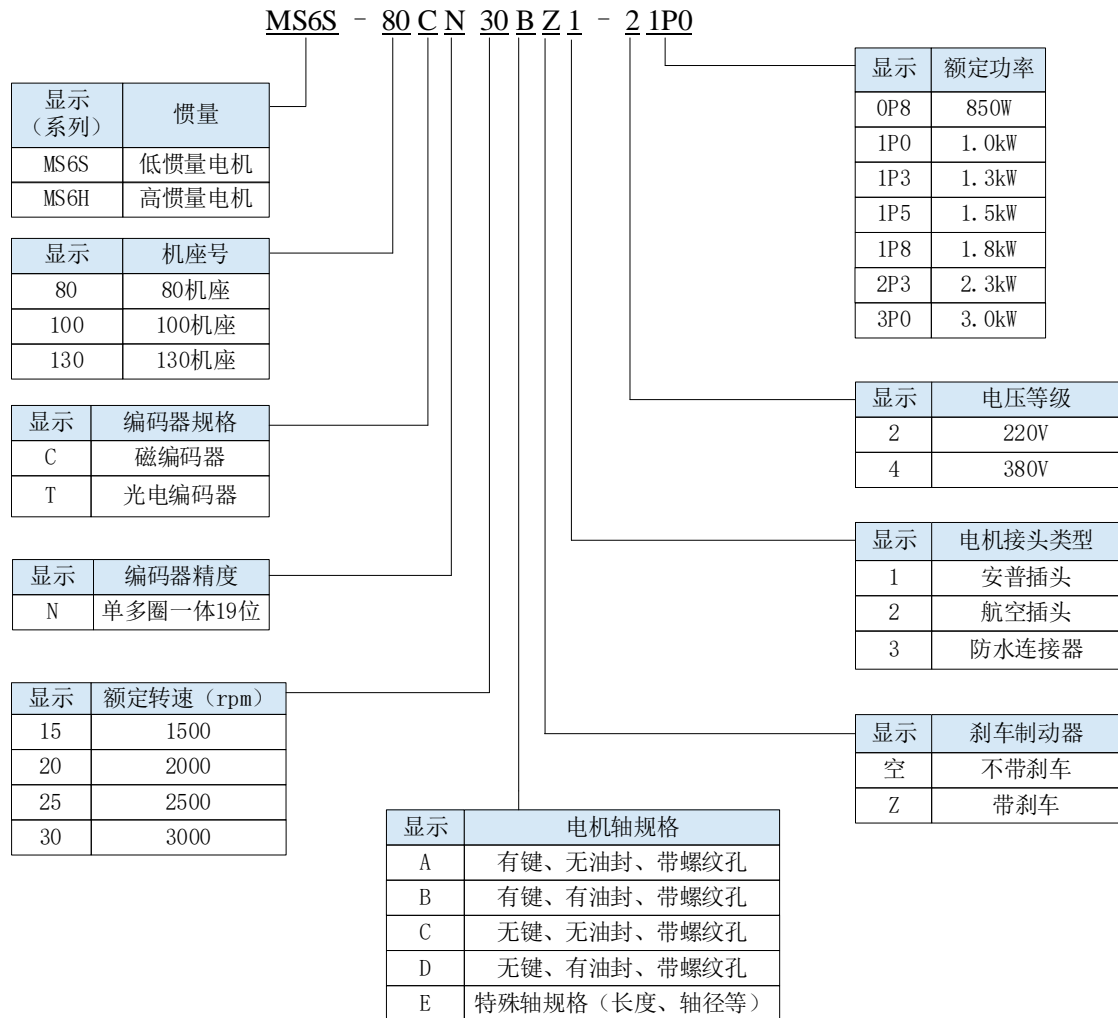 MS6S - 80 C N 30 B Z 1 - 2 1P0
显示（系列） 惯量
MS6S 低惯量电机
MS6H 高惯量电机
显示 机座号
80 80机座
100 100机座
130 130机座
显示 编码器规格
C 磁编码器
T 光电编码器
显示 编码器精度
N 单多圈一体19位
显示 额定转速（rpm）
15 1500
20 2000
25 2500
30 3000
显示 电机轴规格
A 有键、无油封、带螺纹孔
B 有键、有油封、带螺纹孔
C 无键、无油封、带螺纹孔
D 无键、有油封、带螺纹孔
E 特殊轴规格（长度、轴径等）
显示 额定功率
0P8 850W
1P0 1.0kW
1P3 1.3kW
1P5 1.5kW
1P8 1.8kW
2P3 2.3kW
3P0 3.0kW
显示 电压等级
2 220V
4 380V
显示 电机接头类型
1 安普插头
2 航空插头
3 防水连接器
显示 刹车制动器
空 不带刹车
Z 带刹车